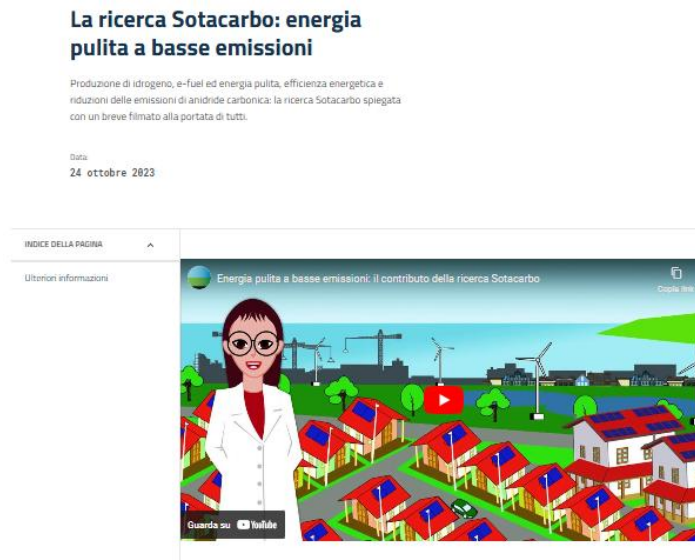 La ricerca Sotacarbo: energia
pulita a basse emissioni
Produzione di idrogeno, e-fuel ed energia pulita, efficienza energetica e
riduzioni delle emissioni di anidride carbonica: la ricerca Sotacarbo spiegata
con un breve filmato alla portata di tutti.
Data:
24 ottobre 2023
INDICE DELLA PAGINA
Ulteriori informazioni
Energia pulita a basse emissioni: il contributo della ricerca Sotacarbo
Copia link
Guarda su YouTube